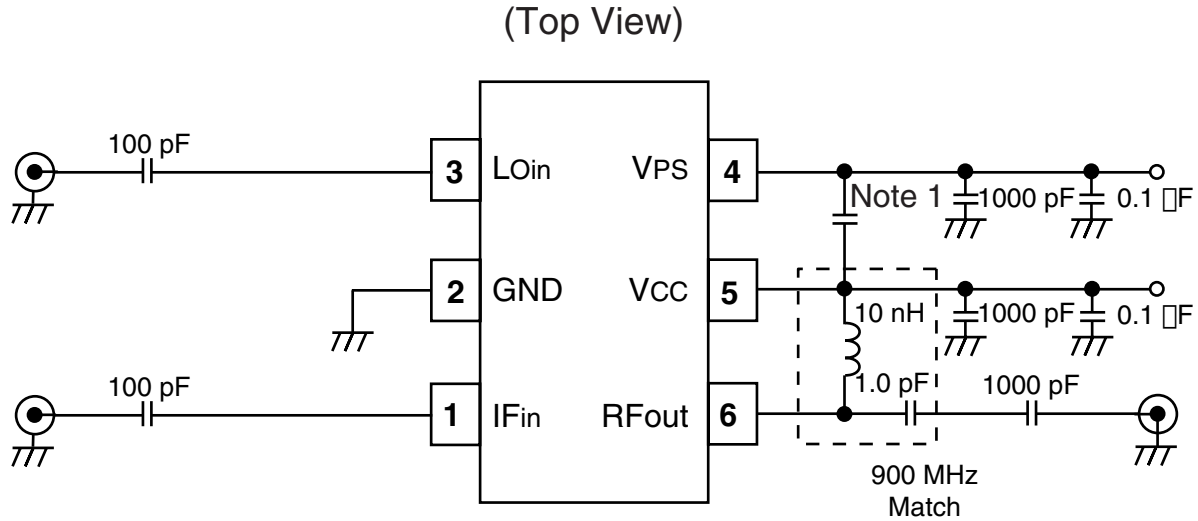 (Top View)
100 pF
3 LOin VPS 4
Note 1
1000 pF
0.1 □F
2 GND VCC 5
10 nH
1000 pF
0.1 □F
100 pF
1 IFin RFout 6
1.0 pF
1000 pF
900 MHz
Match